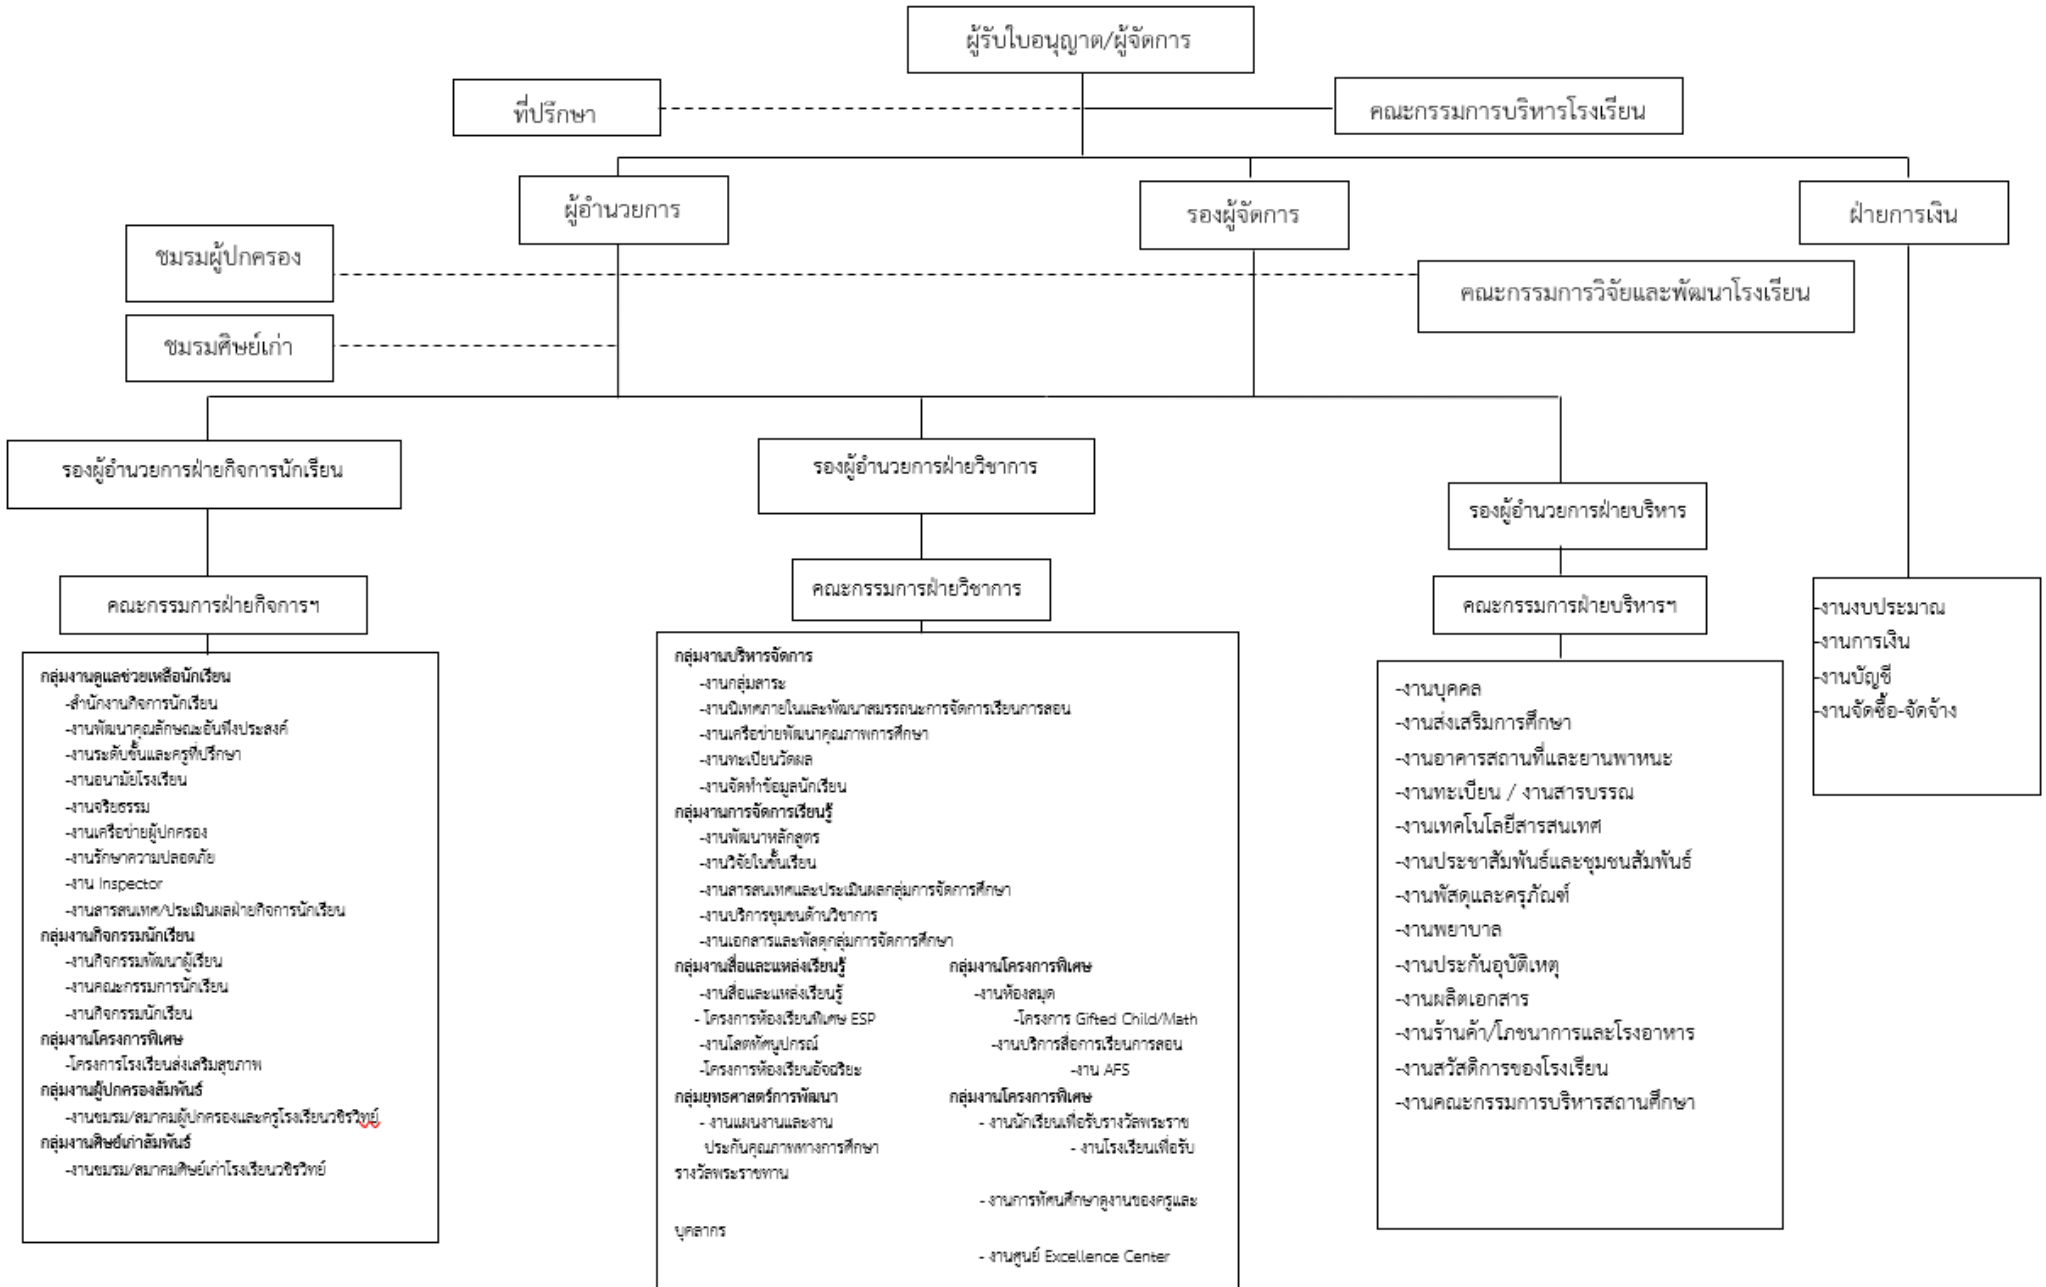 ผู้รับใบอนุญาต/ผู้จัดการ
ที่ปรึกษา
คณะกรรมการบริหารโรงเรียน
ผู้อำนวยการ
รองผู้จัดการ
ฝ่ายการเงิน
ชมรมผู้ปกครอง
คณะกรรมการวิจัยและพัฒนาโรงเรียน
ชมรมศิษย์เก่า
รองผู้อำนวยการฝ่ายกิจการนักเรียน
รองผู้อำนวยการฝ่ายวิชาการ
รองผู้อำนวยการฝ่ายบริหาร
คณะกรรมการฝ่ายกิจการฯ
คณะกรรมการฝ่ายวิชาการ
คณะกรรมการฝ่ายบริหารฯ
กลุ่มงานดูแลช่วยเหลือนักเรียน
-สำนักงานกิจการนักเรียน
-งานพัฒนาคุณลักษณะอันพึงประสงค์
-งานระดับชั้นและครูที่ปรึกษา
-งานอนามัยโรงเรียน
-งานจริยธรรม
-งานเครือข่ายผู้ปกครอง
-งานรักษาความปลอดภัย
-งาน Inspector
-งานสารสนเทศ/ประเมินผลฝ่ายกิจการนักเรียน
กลุ่มงานกิจกรรมนักเรียน
-งานกิจกรรมพัฒนาผู้เรียน
-งานคณะกรรมการนักเรียน
-งานกิจกรรมนักเรียน
กลุ่มงานโครงการพิเศษ
-โครงการโรงเรียนส่งเสริมสุขภาพ
กลุ่มงานผู้ปกครองสัมพันธ์
-งานชมรม/สมาคมผู้ปกครองและครูโรงเรียนวชิรวิทย์
กลุ่มงานศิษย์เก่าสัมพันธ์
-งานชมรม/สมาคมศิษย์เก่าโรงเรียนวชิรวิทย์
กลุ่มงานบริหารจัดการ
-งานกลุ่มสาระ
-งานนิเทศภายในและพัฒนาสมรรถนะการจัดการเรียนการสอน
-งานเครือข่ายพัฒนาคุณภาพการศึกษา
-งานทะเบียนวัดผล
-งานจัดทำข้อมูลนักเรียน
กลุ่มงานการจัดการเรียนรู้
-งานพัฒนาหลักสูตร
-งานวิจัยในชั้นเรียน
-งานสารสนเทศและประเมินผลกลุ่มการจัดการศึกษา
-งานบริการชุมชนด้านวิชาการ
-งานเอกสารและพัสดุกลุ่มการจัดการศึกษา
กลุ่มงานสื่อและแหล่งเรียนรู้ กลุ่มงานโครงการพิเศษ
-งานสื่อและแหล่งเรียนรู้ -งานห้องสมุด
- โครงการห้องเรียนพิเศษ ESP -โครงการ Gifted Child/Math
-งานโสตทัศนูปกรณ์ -งานบริการสื่อการเรียนการสอน
-โครงการห้องเรียนอัจฉริยะ -งาน AFS
กลุ่มยุทธศาสตร์การพัฒนา กลุ่มงานโครงการพิเศษ
- งานแผนงานและงาน - งานนักเรียนเพื่อรับรางวัลพระราช
ประกันคุณภาพทางการศึกษา - งานโรงเรียนเพื่อรับ
รางวัลพระราชทาน
- งานการทัศนศึกษาดูงานของครูและ
บุคลากร
- งานศูนย์ Excellence Center
-งานบุคคล
-งานส่งเสริมการศึกษา
-งานอาคารสถานที่และยานพาหนะ
-งานทะเบียน / งานสารบรรณ
-งานเทคโนโลยีสารสนเทศ
-งานประชาสัมพันธ์และชุมชนสัมพันธ์
-งานพัสดุและครุภัณฑ์
-งานพยาบาล
-งานประกันอุบัติเหตุ
-งานผลิตเอกสาร
-งานร้านค้า/โภชนาการและโรงอาหาร
-งานสวัสดิการของโรงเรียน
-งานคณะกรรมการบริหารสถานศึกษา
-งานงบประมาณ
-งานการเงิน
-งานบัญชี
-งานจัดซื้อ-จัดจ้าง